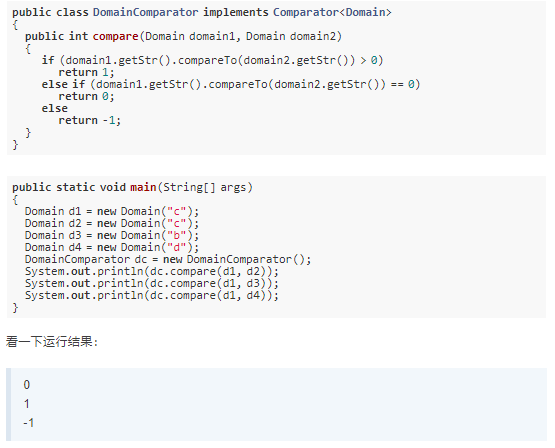 public class DomainComparator implements Comparator<Domain>
{
  public int compare(Domain domain1, Domain domain2)
  {
    if (domain1.getStr().compareTo(domain2.getStr()) > 0)
      return 1;
    else if (domain1.getStr().compareTo(domain2.getStr()) == 0)
      return 0;
    else
      return -1;
  }
}
public static void main(String[] args)
{
  Domain d1 = new Domain("c");
  Domain d2 = new Domain("c");
  Domain d3 = new Domain("b");
  Domain d4 = new Domain("d");
  DomainComparator dc = new DomainComparator();
  System.out.println(dc.compare(d1, d2));
  System.out.println(dc.compare(d1, d3));
  System.out.println(dc.compare(d1, d4));
}
看一下运行结果：
0
1
-1